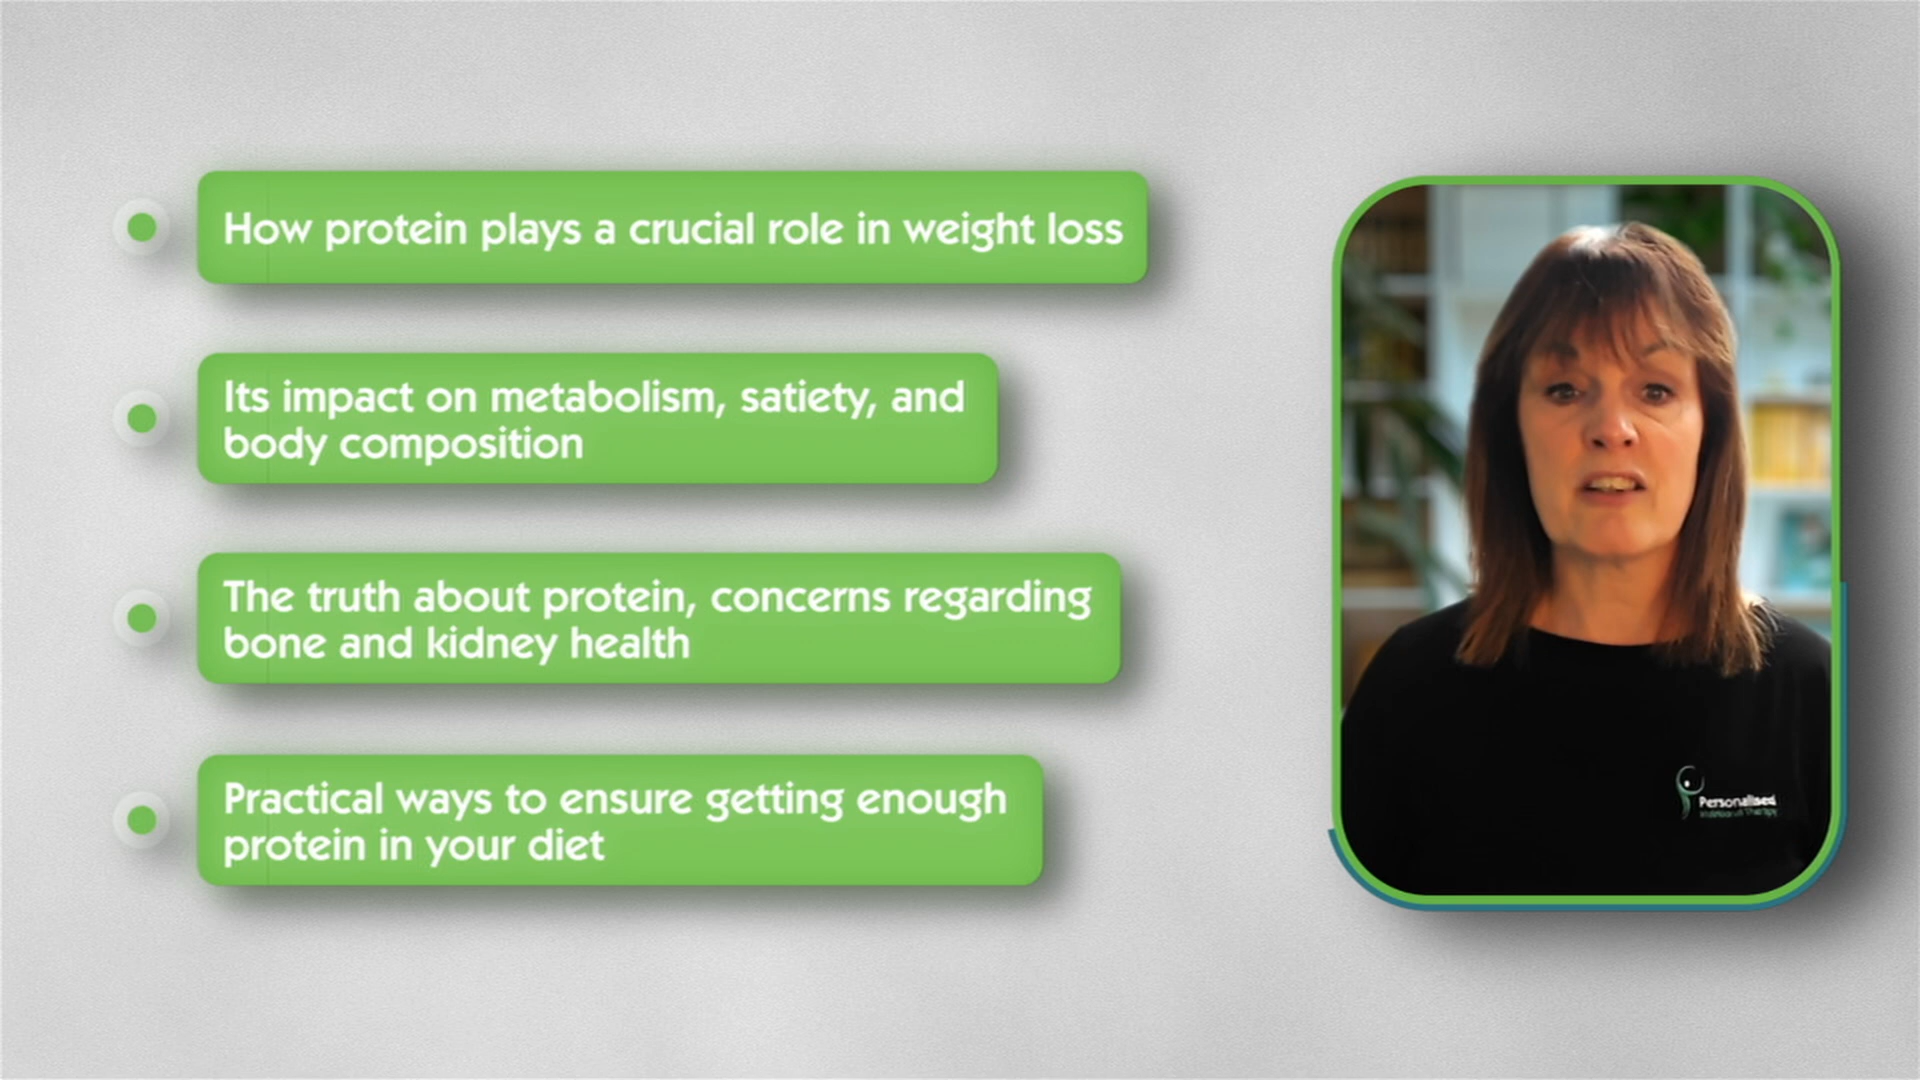 How protein plays a crucial role in weight loss
Its impact on metabolism, satiety, and
body composition
The truth about protein, concerns regarding
bone and kidney health
Practical ways to ensure getting enough
protein in your diet
Personalised